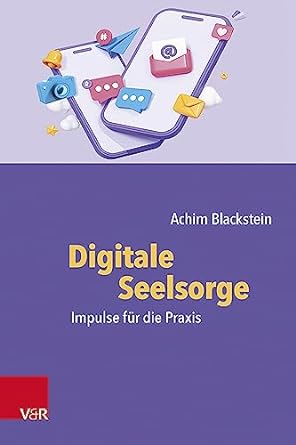 @
Achim Blackstein
Digitale
Seelsorge
Impulse für die Praxis
V&R